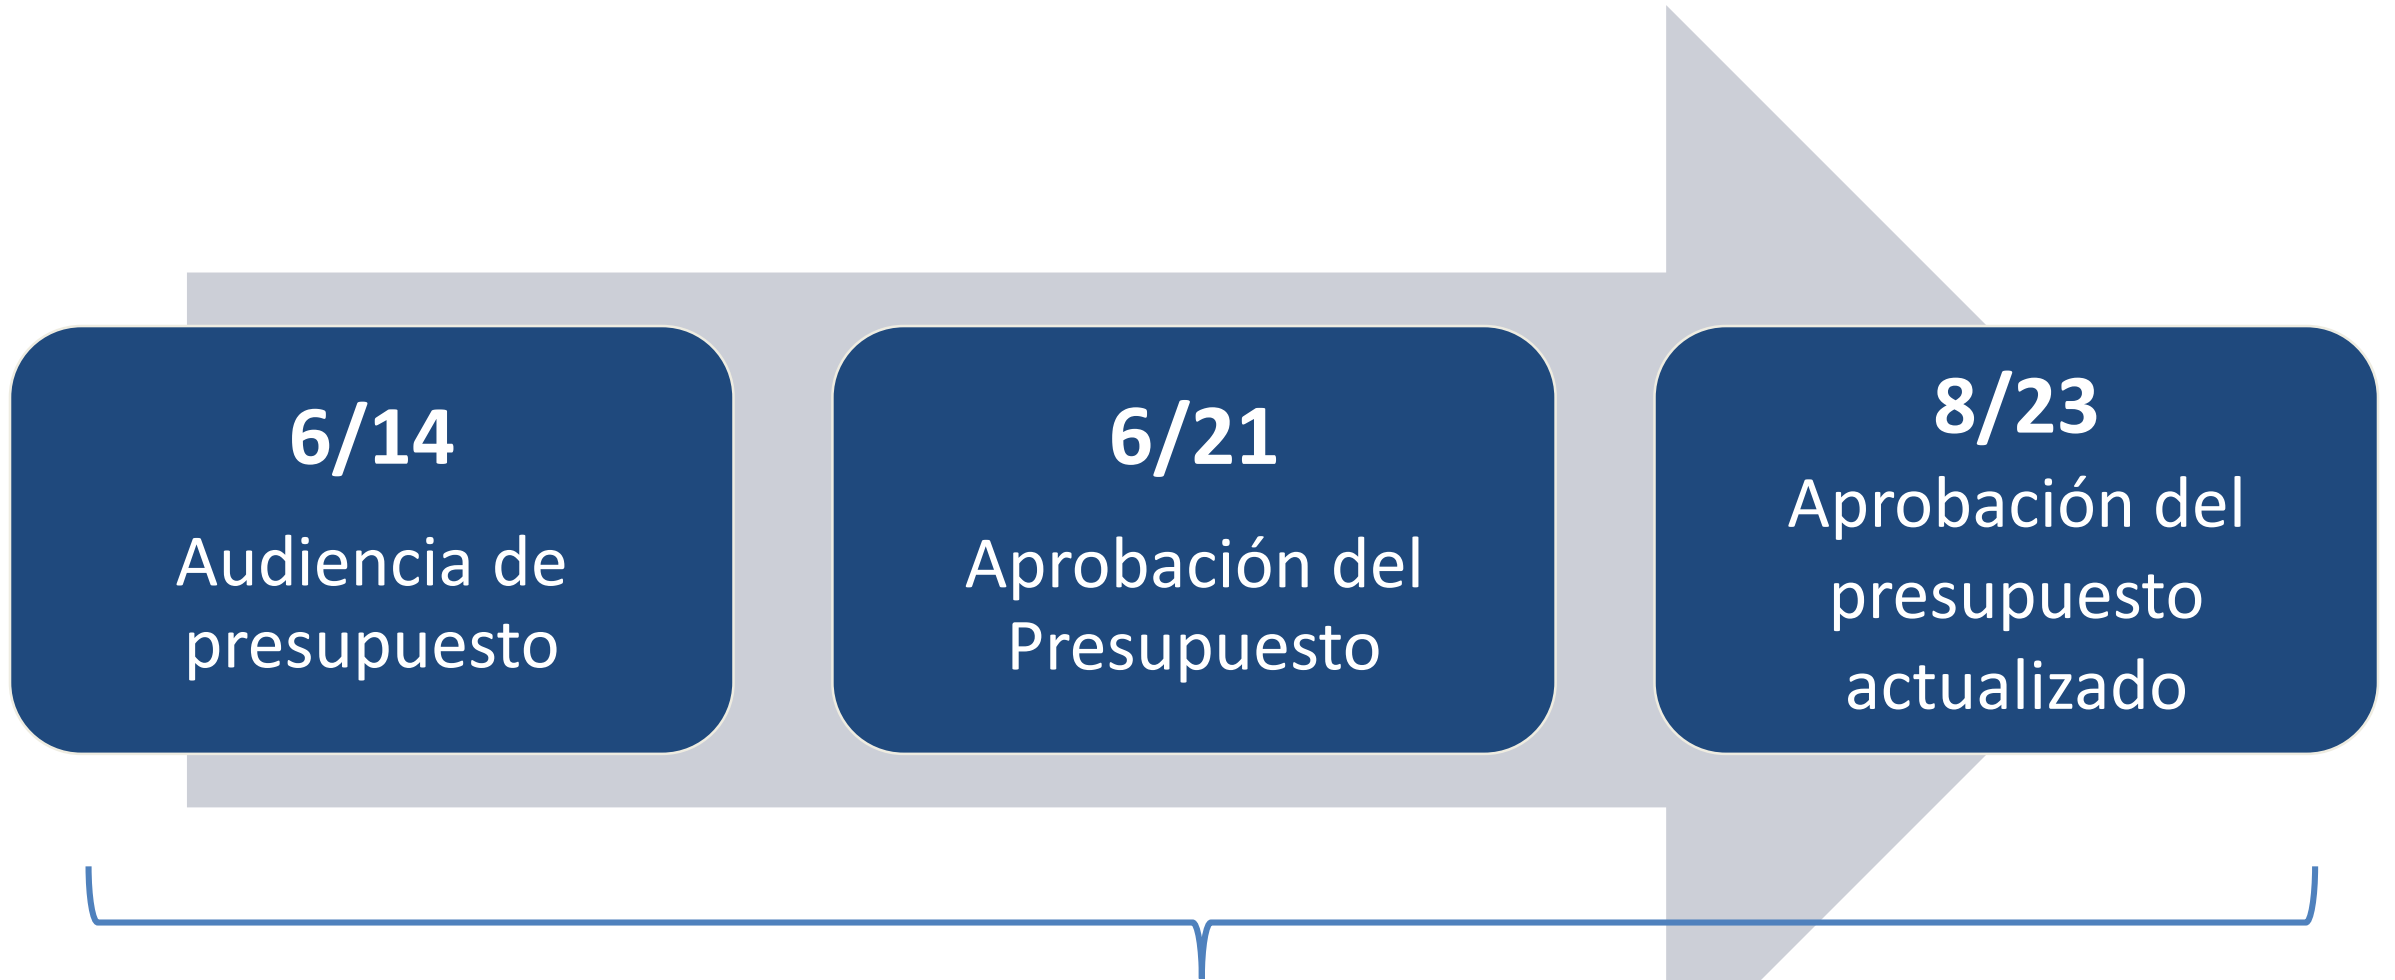 6/14
Audiencia de
presupuesto
6/21
Aprobación del
Presupuesto
8/23
Aprobación del
presupuesto
actualizado